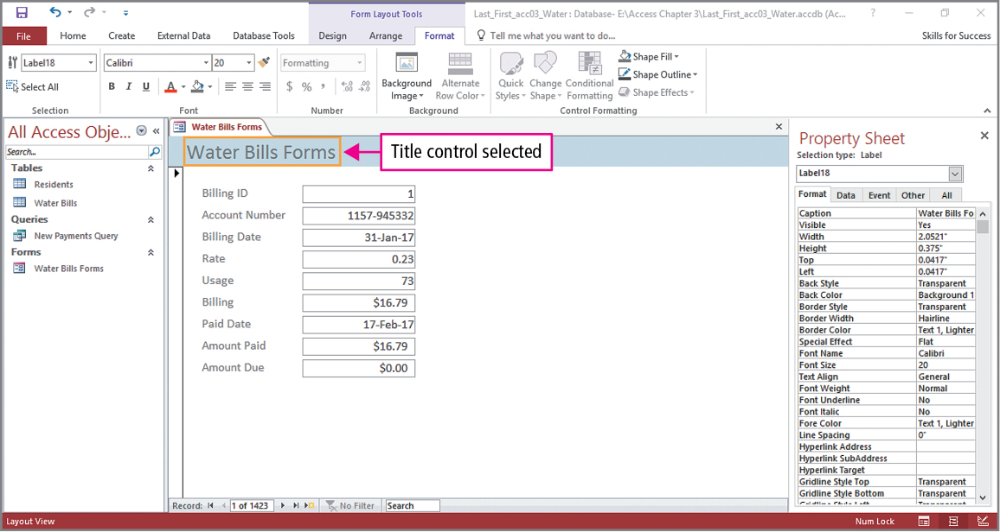 Form Layout Tools
Last_First_acc03_Water : Database- E:\Access Chapter 3\Last_First_acc03_Water.accdb (Ac...
?
File
Home
Create
External Data
Database Tools
Design
Arrange
Format
Tell me what you want to do...
Skills for Success
Label18
Select All
Selection
Calibri
20
B I U A
Font
Formatting
$ % ,
.00
.0
.00
Number
Background
Image
Alternate
Row Color
Background
Quick
Styles
Change
Shape
Conditional
Formatting
Shape Fill
Shape Outline
Shape Effects
Control Formatting
All Access Obje...
Search...
Tables
Residents
Water Bills
Queries
New Payments Query
Forms
Water Bills Forms
Water Bills Forms
Water Bills Forms
Title control selected
Billing ID 1
Account Number 1157-945332
Billing Date 31-Jan-17
Rate 0.23
Usage 73
Billing $16.79
Paid Date 17-Feb-17
Amount Paid $16.79
Amount Due $0.00
Record: 1 of 1423 No Filter Search
Property Sheet
Selection type: Label
Label18
Format Data Event Other All
Caption Water Bills Fo
Visible Yes
Width 2.0521"
Height 0.375"
Top 0.0417"
Left 0.0417"
Back Style Transparent
Back Color Background 1
Border Style Transparent
Border Width Hairline
Border Color Text 1, Lighter
Special Effect Flat
Font Name Calibri
Font Size 20
Text Align General
Font Weight Normal
Font Underline No
Font Italic No
Fore Color Text 1, Lighter
Line Spacing 0"
Hyperlink Address
Hyperlink SubAddress
Hyperlink Target
Gridline Style Top Transparent
Gridline Style Bottom Transparent
Gridline Style Left Transparent
Layout View
Num Lock